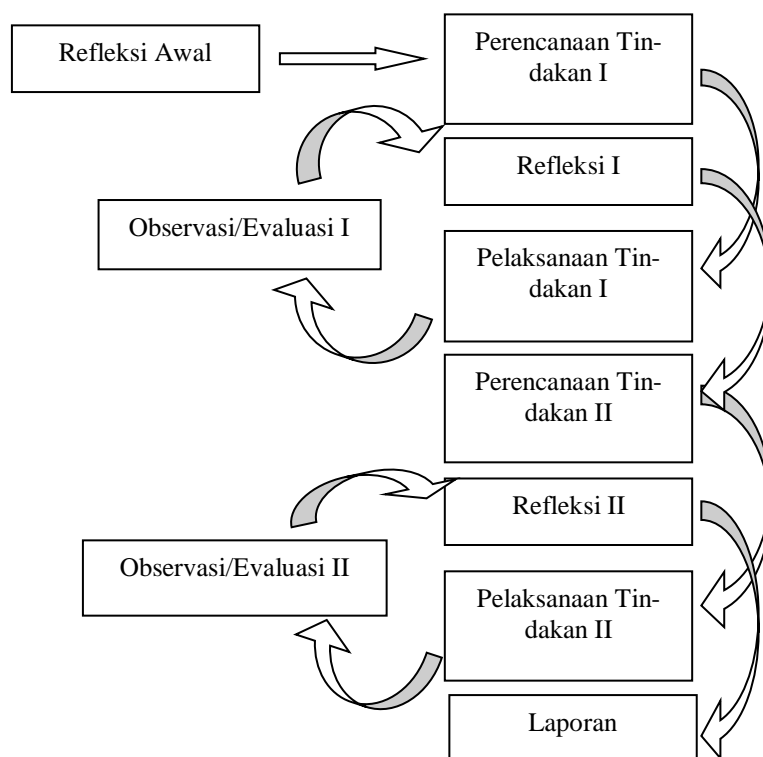 Refleksi Awal
Perencanaan Tin-
dakan I
Refleksi I
Observasi/Evaluasi I
Pelaksanaan Tin-
dakan I
Perencanaan Tin-
dakan II
Refleksi II
Observasi/Evaluasi II
Pelaksanaan Tin-
dakan II
Laporan